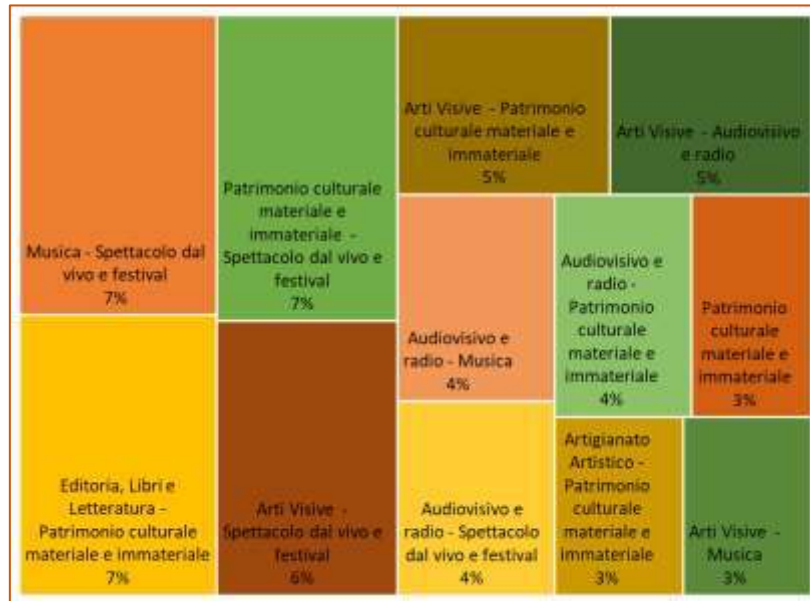 Musica - Spettacolo dal
vivo e festival
7%
Editoria, Libri e
Letteratura -
Patrimonio culturale
materiale e immateriale
7%
Patrimonio culturale
materiale e
immateriale -
Spettacolo dal vivo e
festival
7%
Arti Visive -
Spettacolo dal vivo e
festival
6%
Arti Visive - Patrimonio
culturale materiale e
immateriale
5%
Arti Visive - Audiovisivo
e radio
5%
Audiovisivo e
radio - Musica
4%
Audiovisivo e
radio - Spettacolo
dal vivo e festival
4%
Audiovisivo e
radio -
Patrimonio
culturale
materiale e
immateriale
4%
Patrimonio
culturale
materiale e
immateriale
3%
Artigianato
Artistico -
Patrimonio
culturale
materiale e
immateriale
3%
Arti Visive -
Musica
3%